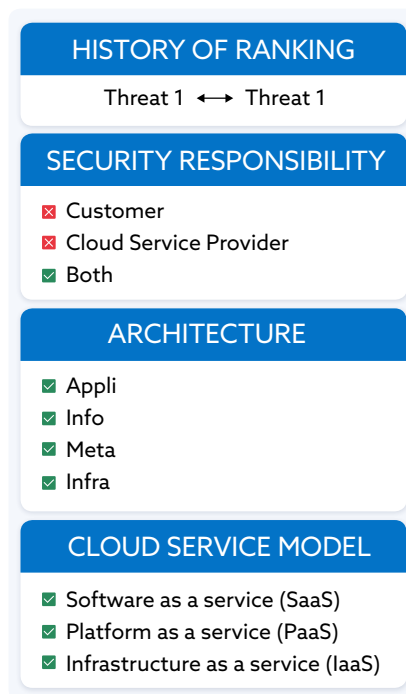 HISTORY OF RANKING
Threat 1 ↔ Threat 1
SECURITY RESPONSIBILITY
Customer
Cloud Service Provider
Both
ARCHITECTURE
Appli
Info
Meta
Infra
CLOUD SERVICE MODEL
Software as a service (SaaS)
Platform as a service (PaaS)
Infrastructure as a service (IaaS)